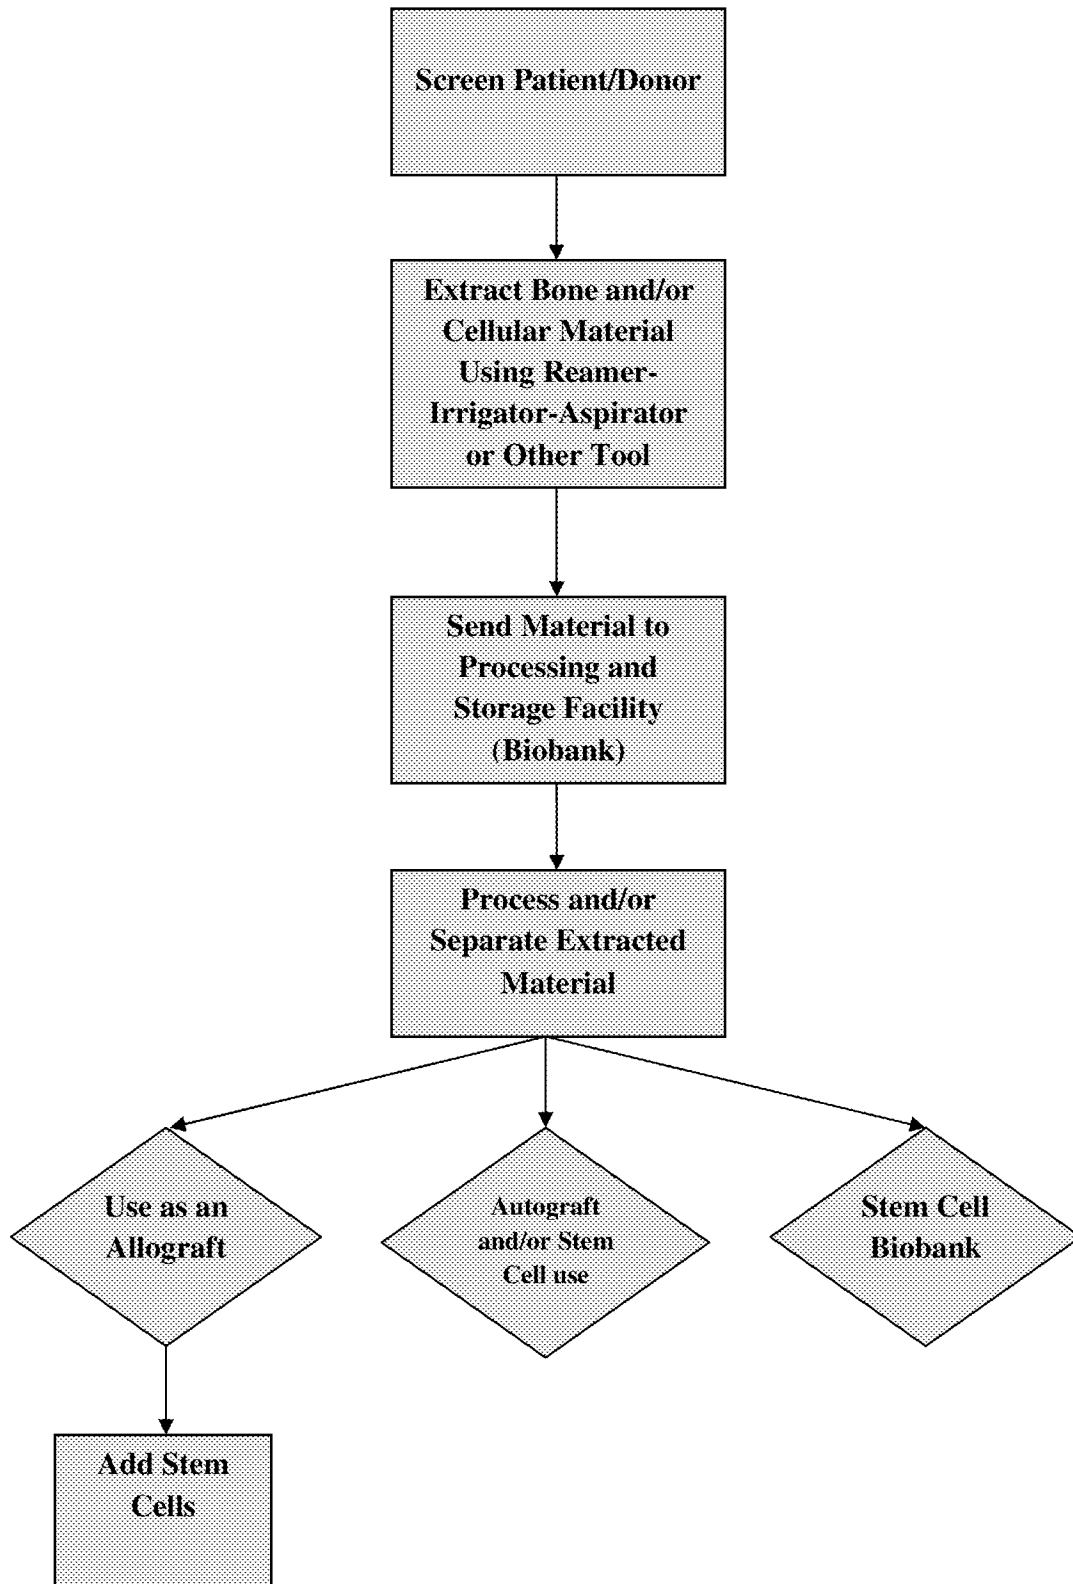 Screen Patient/Donor
Extract Bone and/or
Cellular Material
Using Reamer-
Irrigator-Aspirator
or Other Tool
Send Material to
Processing and
Storage Facility
(Biobank)
Process and/or
Separate Extracted
Material
Use as an
Allograft
Autograft
and/or Stem
Cell use
Stem Cell
Biobank
Add Stem
Cells